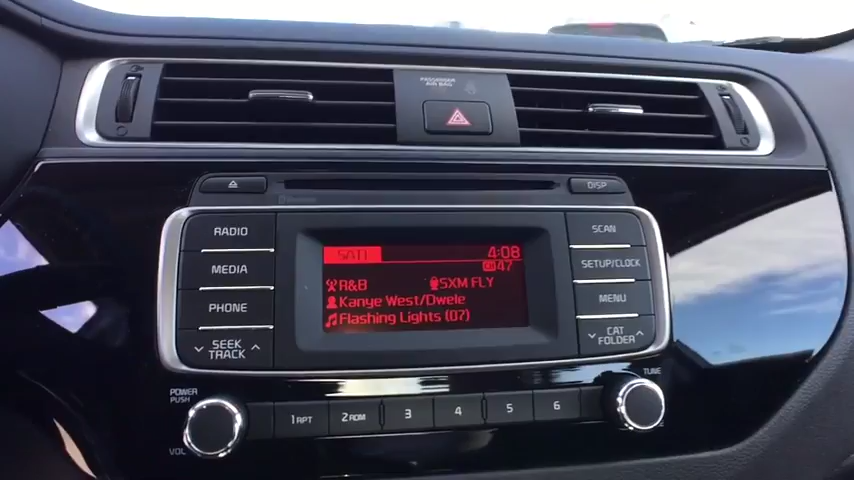 PASSENGER
AIR BAG
DISP
RADIO
MEDIA
PHONE
SEEK
TRACK
SAT1
4:08
CH47
R&B
SXM FLY
Kanye West/Dwele
Flashing Lights (07)
SCAN
SETUP/CLOCK
MENU
CAT
FOLDER
POWER
PUSH
VOL
1 RPT
2 RDM
3
4
5
6
TUNE